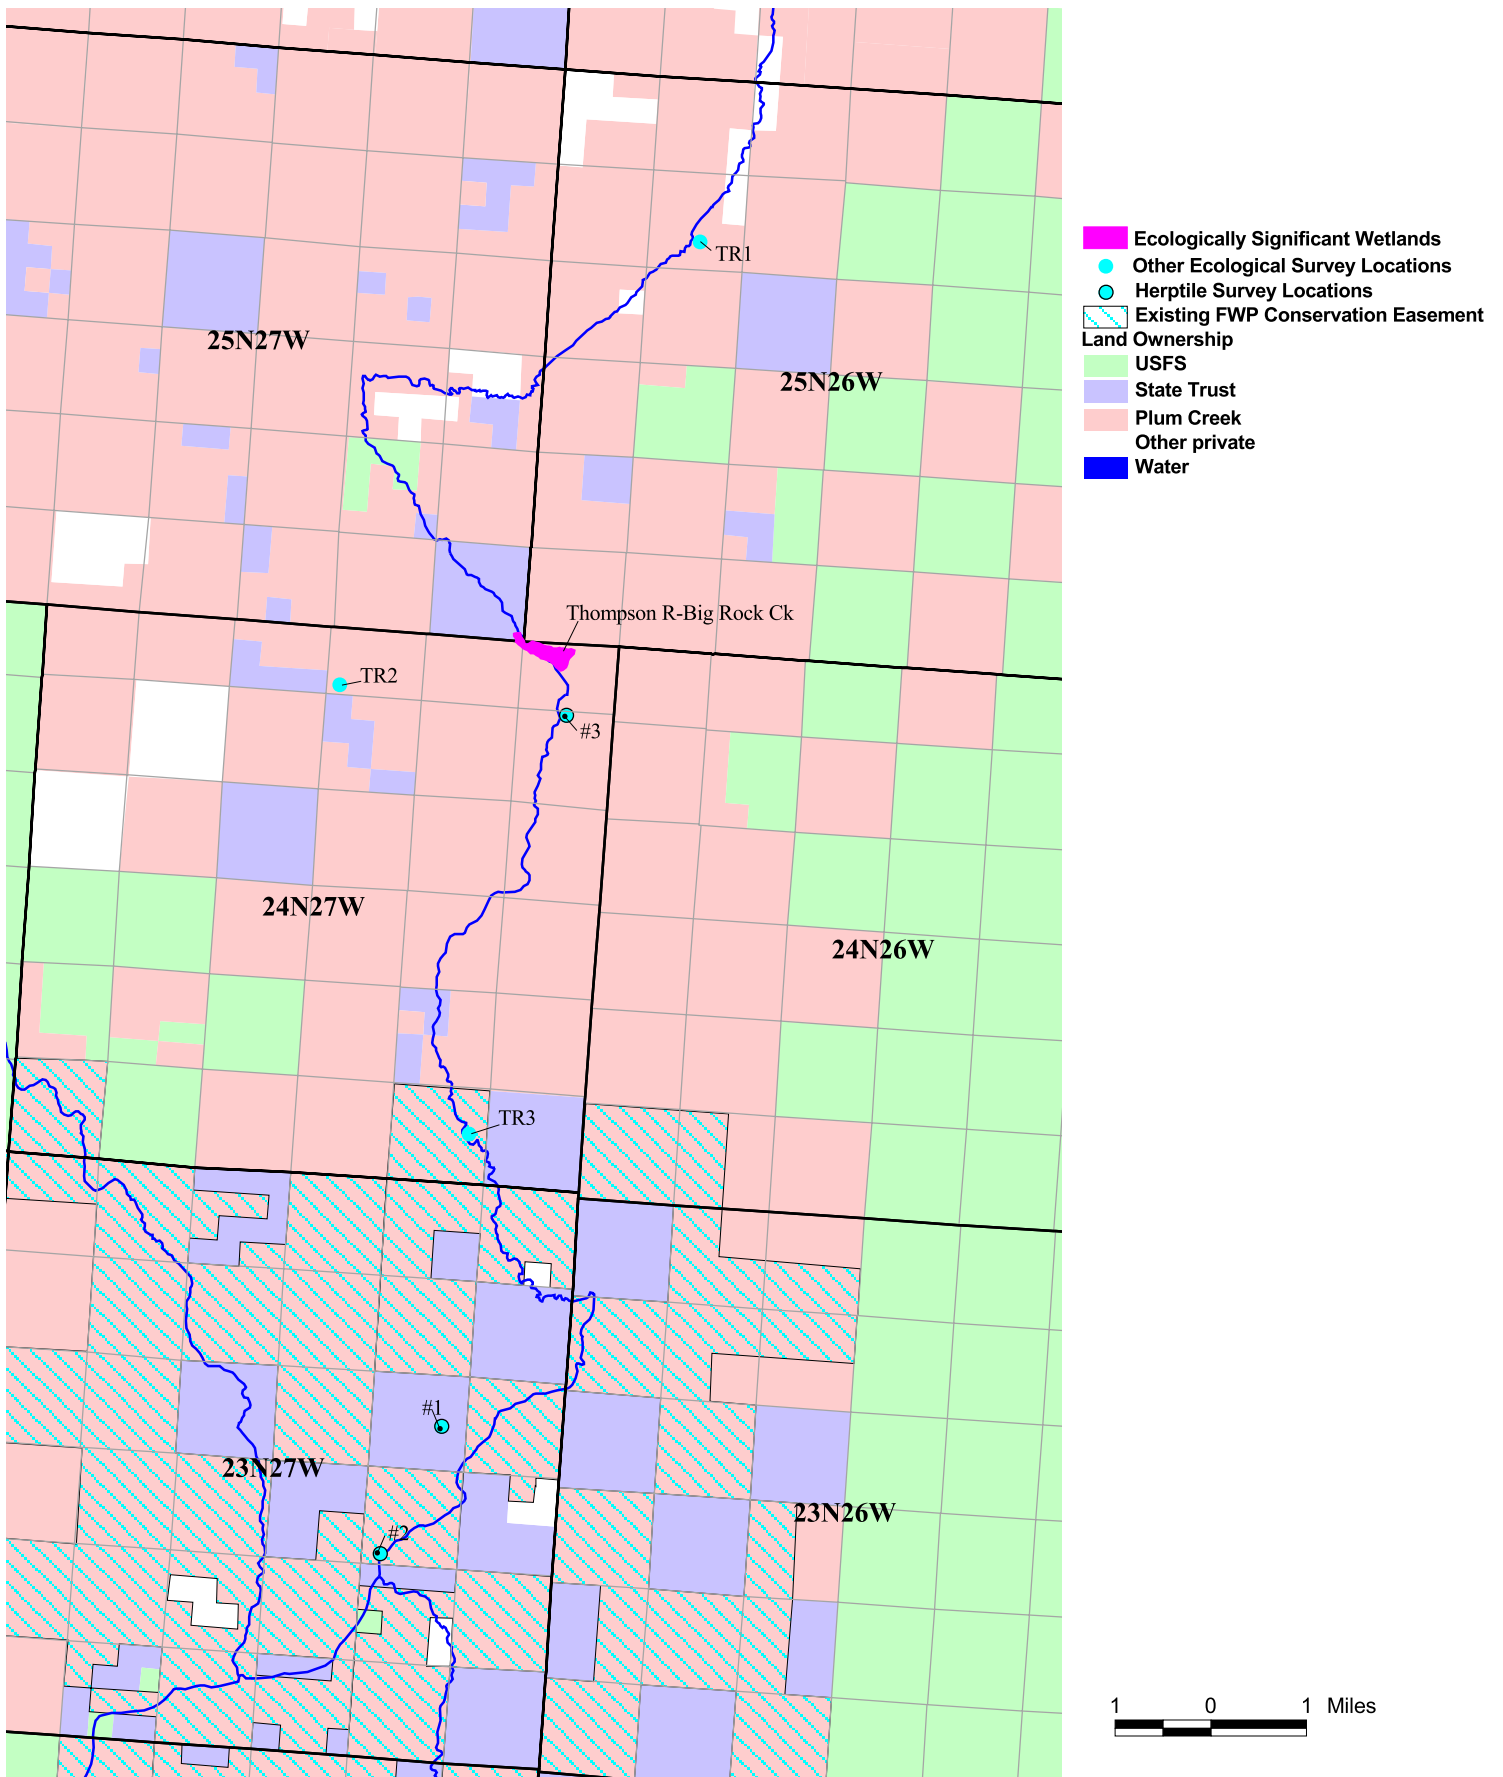 TR1
25N27W
25N26W
Thompson R-Big Rock Ck
TR2
#3
24N27W
24N26W
TR3
#1
23N27W
23N26W
#2
Ecologically Significant Wetlands
Other Ecological Survey Locations
Herptile Survey Locations
Existing FWP Conservation Easement
Land Ownership
USFS
State Trust
Plum Creek
Other private
Water
1 0 1 Miles